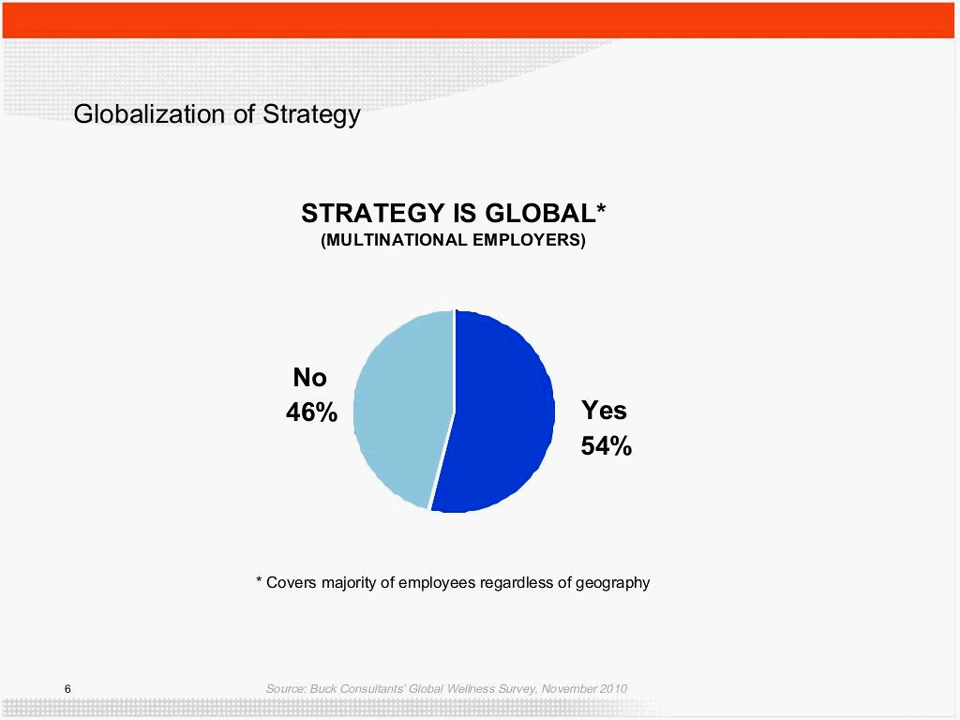 Globalization of Strategy
STRATEGY IS GLOBAL*
(MULTINATIONAL EMPLOYERS)
No
46%
Yes
54%
* Covers majority of employees regardless of geography
6
Source: Buck Consultants' Global Wellness Survey, November 2010